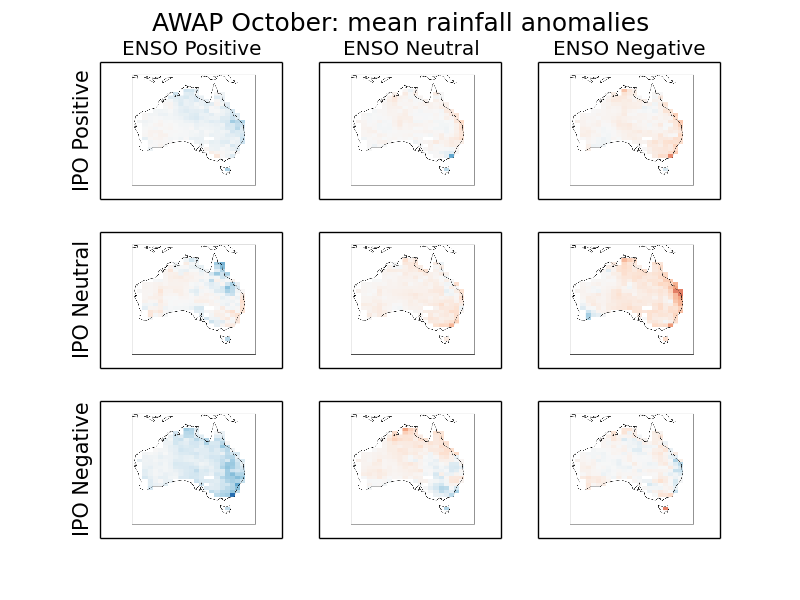 AWAP October: mean rainfall anomalies
ENSO Positive
ENSO Neutral
ENSO Negative
IPO Positive
IPO Neutral
IPO Negative